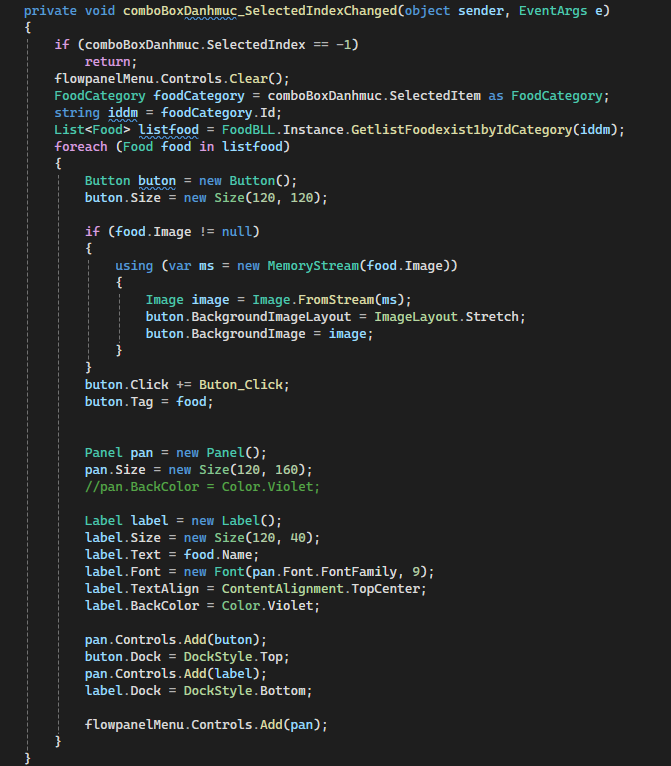 private void comboBoxDanhmuc_SelectedIndexChanged(object sender, EventArgs e)
{
if (comboBoxDanhmuc.SelectedIndex == -1)
return;
flowpanelMenu.Controls.Clear();
FoodCategory foodCategory = comboBoxDanhmuc.SelectedItem as FoodCategory;
string iddm = foodCategory.Id;
List<Food> listfood = FoodBLL.Instance.GetlistFoodexist1byIdCategory(iddm);
foreach (Food food in listfood)
{
Button buton = new Button();
buton.Size = new Size(120, 120);
if (food.Image != null)
{
using (var ms = new MemoryStream(food.Image))
{
Image image = Image.FromStream(ms);
buton.BackgroundImageLayout = ImageLayout.Stretch;
buton.BackgroundImage = image;
}
}
buton.Click += Buton_Click;
buton.Tag = food;
Panel pan = new Panel();
pan.Size = new Size(120, 160);
//pan.BackColor = Color.Violet;
Label label = new Label();
label.Size = new Size(120, 40);
label.Text = food.Name;
label.Font = new Font(pan.Font.FontFamily, 9);
label.TextAlign = ContentAlignment.TopCenter;
label.BackColor = Color.Violet;
pan.Controls.Add(buton);
buton.Dock = DockStyle.Top;
pan.Controls.Add(label);
label.Dock = DockStyle.Bottom;
flowpanelMenu.Controls.Add(pan);
}
}